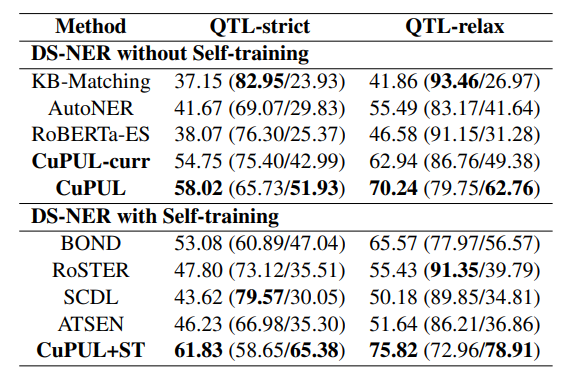 Method QTL-strict QTL-relax
DS-NER without Self-training
KB-Matching 37.15 (82.95/23.93) 41.86 (93.46/26.97)
AutoNER 41.67 (69.07/29.83) 55.49 (83.17/41.64)
RoBERTa-ES 38.07 (76.30/25.37) 46.58 (91.15/31.28)
CuPUL-curr 54.75 (75.40/42.99) 62.94 (86.76/49.38)
CuPUL 58.02 (65.73/51.93) 70.24 (79.75/62.76)
DS-NER with Self-training
BOND 53.08 (60.89/47.04) 65.57 (77.97/56.57)
RoSTER 47.80 (73.12/35.51) 55.43 (91.35/39.79)
SCDL 43.62 (79.57/30.05) 50.18 (89.85/34.81)
ATSEN 46.23 (66.98/35.30) 51.64 (86.21/36.86)
CuPUL+ST 61.83 (58.65/65.38) 75.82 (72.96/78.91)